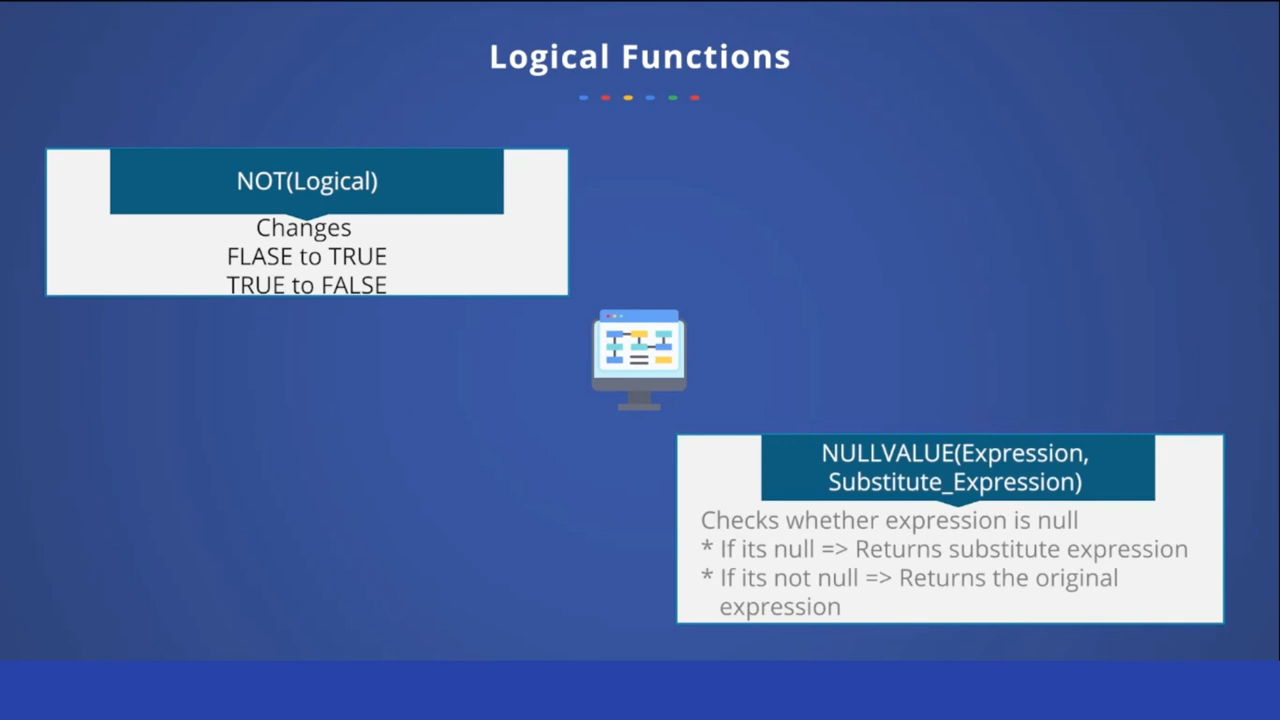 Logical Functions
NOT(Logical)
Changes
FLASE to TRUE
TRUE to FALSE
NULLVALUE(Expression,
Substitute_Expression)
Checks whether expression is null
* If its null => Returns substitute expression
* If its not null => Returns the original
expression